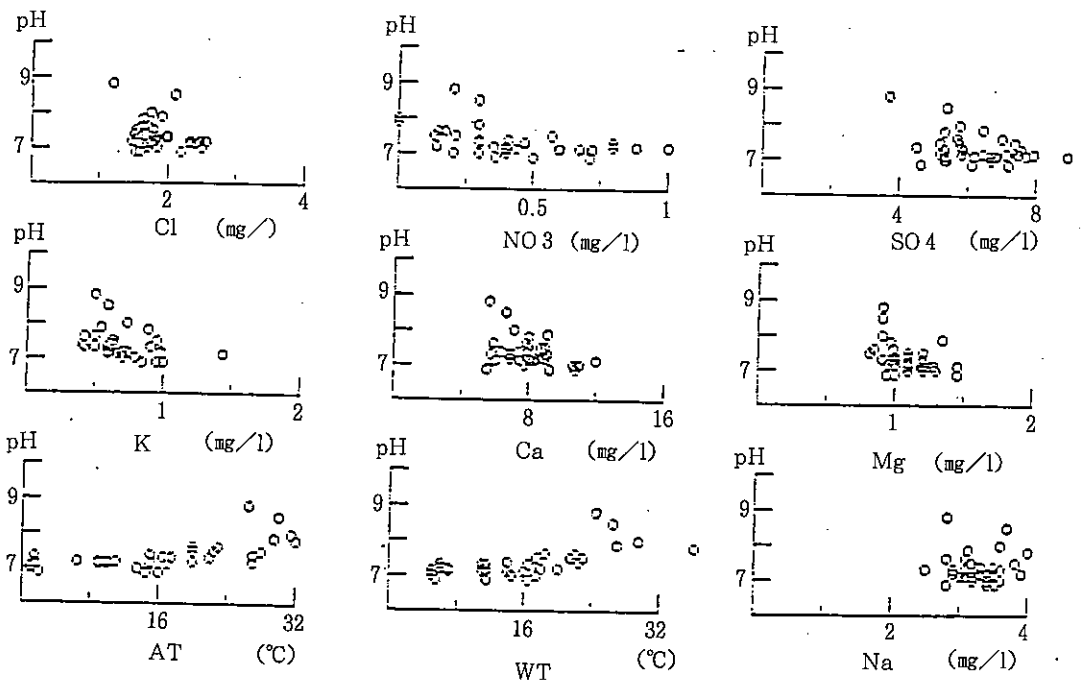 pH pH pH
9 9 9
7 7 7
2 4 0.5 1 4 8
Cl (mg/) NO3 (mg/l) SO4 (mg/l)
pH pH pH
9 9 9
7 7 7
1 2 8 16 1 2
K (mg/l) Ca (mg/l) Mg (mg/l)
pH pH pH
9 9 9
7 7 7
16 32 16 32 2 4
AT (℃) WT (℃) Na (mg/l)